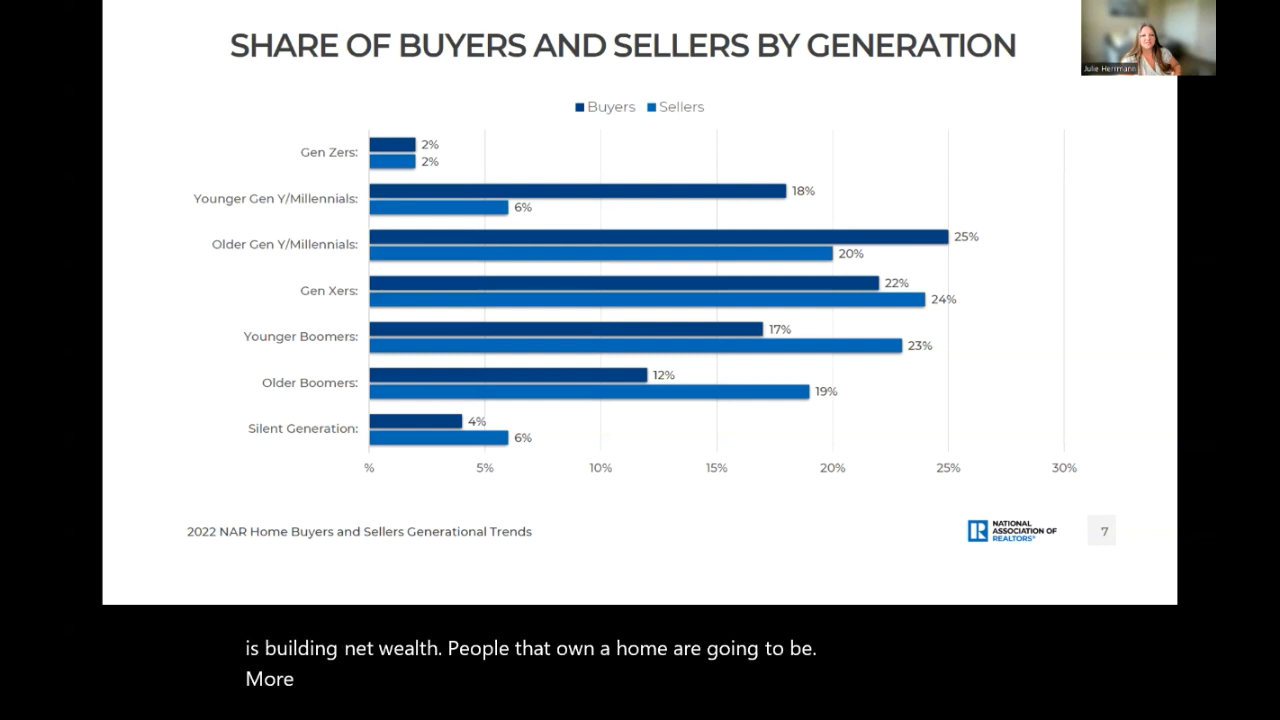 SHARE OF BUYERS AND SELLERS BY GENERATION
Julie Herrmann
Buyers Sellers
Gen Zers:
2%
2%
Younger Gen Y/Millennials:
18%
6%
Older Gen Y/Millennials:
25%
20%
Gen Xers:
22%
24%
Younger Boomers:
17%
23%
Older Boomers:
12%
19%
Silent Generation:
4%
6%
% 5% 10% 15% 20% 25% 30%
2022 NAR Home Buyers and Sellers Generational Trends
NATIONAL
ASSOCIATION OF
REALTORS®
7
is building net wealth. People that own a home are going to be.
More